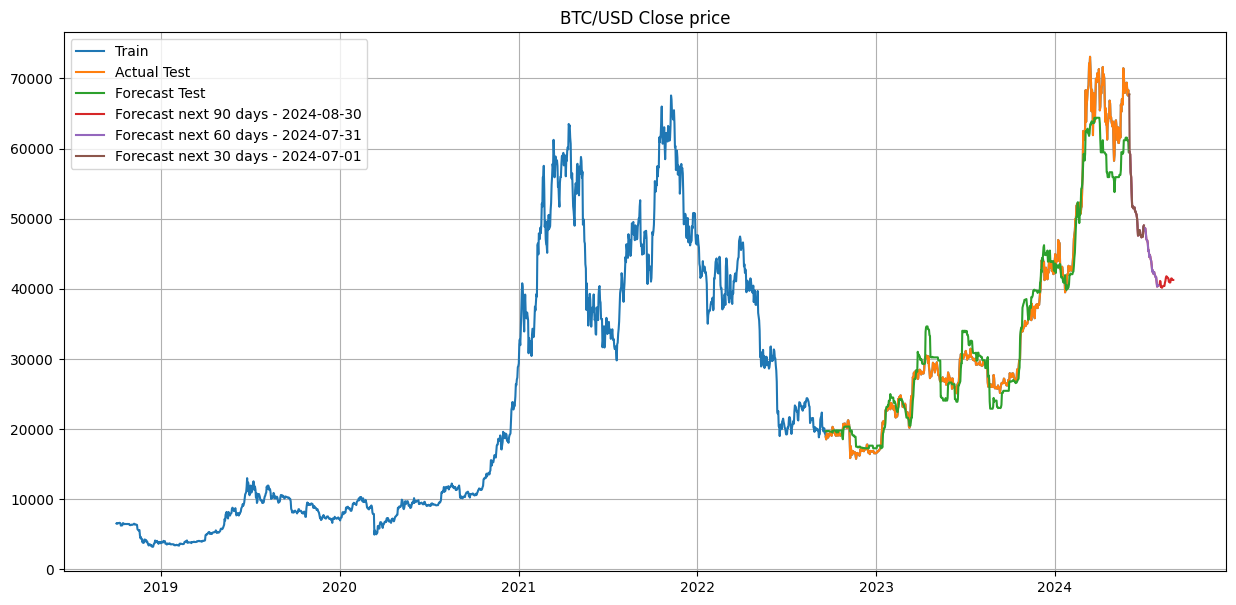 BTC/USD Close price
Train
Actual Test
Forecast Test
Forecast next 90 days - 2024-08-30
Forecast next 60 days - 2024-07-31
Forecast next 30 days - 2024-07-01
70000
60000
50000
40000
30000
20000
10000
0
2019 2020 2021 2022 2023 2024